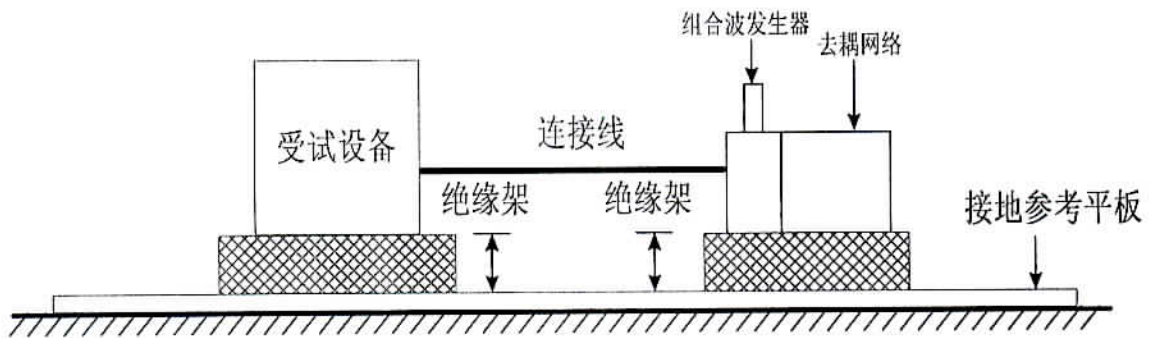 组合波发生器
去耦网络
受试设备
连接线
绝缘架
绝缘架
接地参考平板